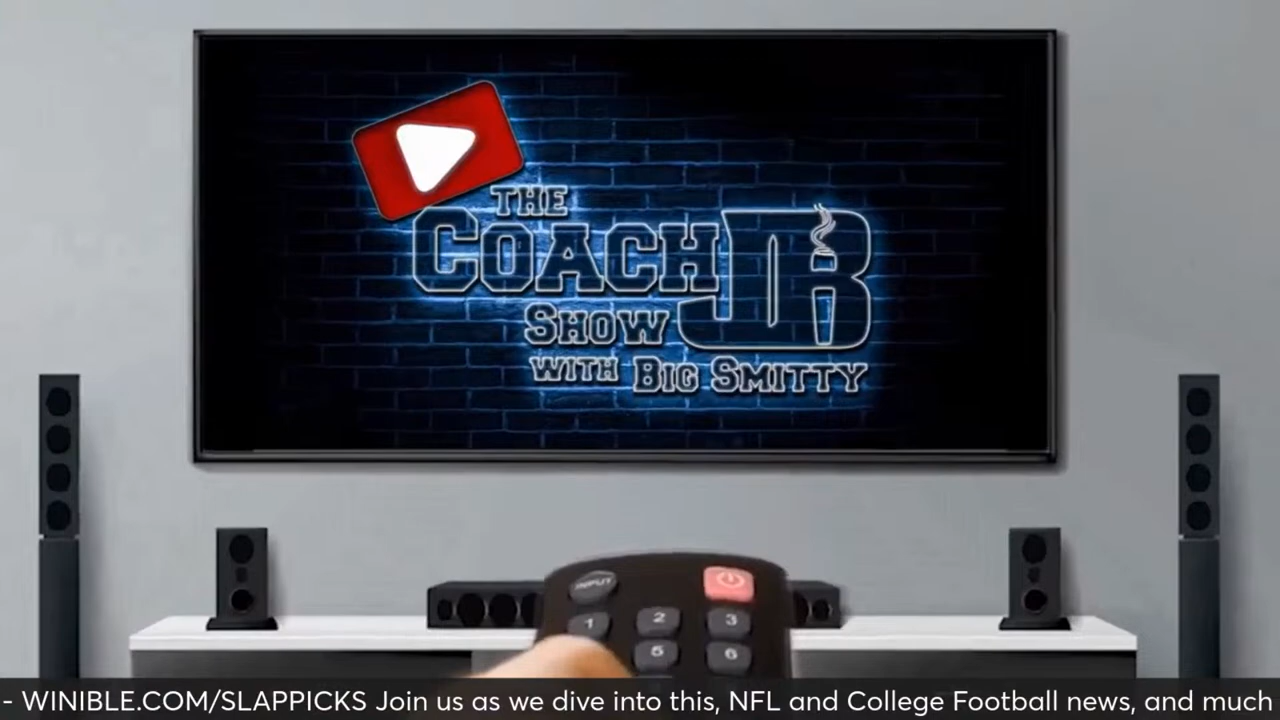 THE
COACH JB
SHOW
WITH BIG SMITTY
INPUT
1 2 3
5 6
- WINIBLE.COM/SLAPPICKS Join us as we dive into this, NFL and College Football news, and much